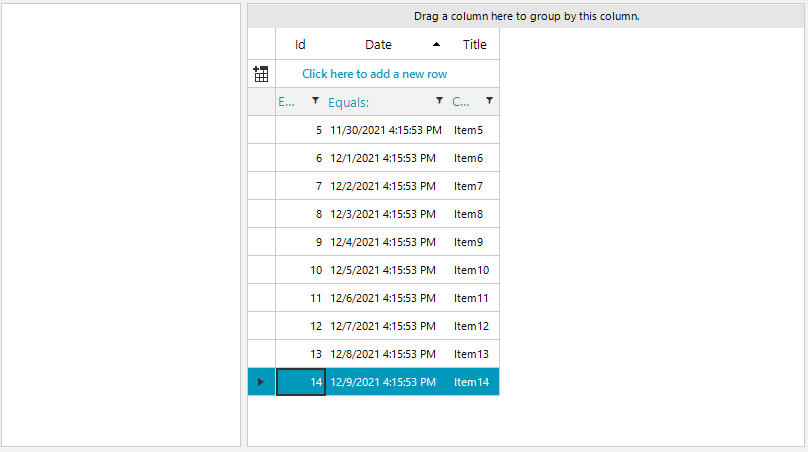 Drag a column here to group by this column.
Id Date Title
Click here to add a new row
E... Equals: C...
5 11/30/2021 4:15:53 PM Item5
6 12/1/2021 4:15:53 PM Item6
7 12/2/2021 4:15:53 PM Item7
8 12/3/2021 4:15:53 PM Item8
9 12/4/2021 4:15:53 PM Item9
10 12/5/2021 4:15:53 PM Item10
11 12/6/2021 4:15:53 PM Item11
12 12/7/2021 4:15:53 PM Item12
13 12/8/2021 4:15:53 PM Item13
14 12/9/2021 4:15:53 PM Item14